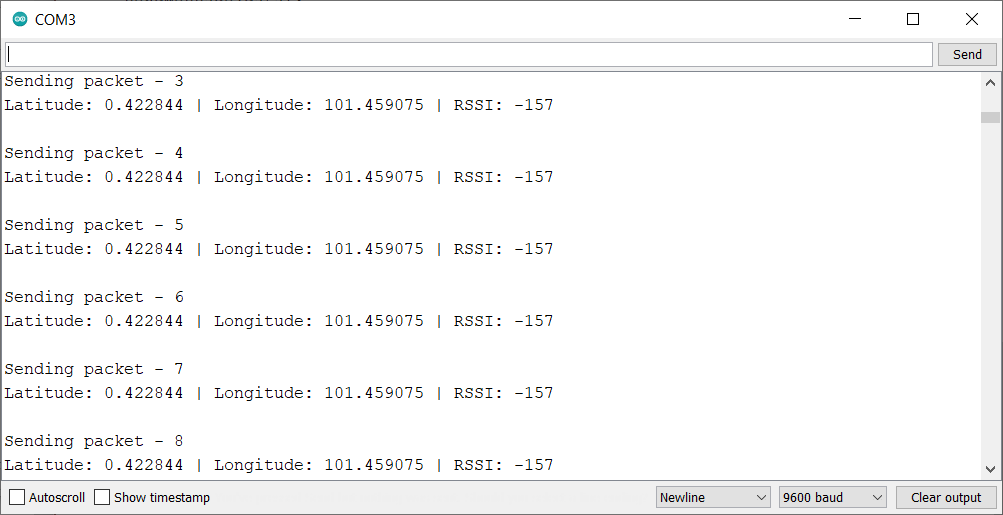 COM3
Send
Sending packet - 3
Latitude: 0.422844 | Longitude: 101.459075 | RSSI: -157
Sending packet - 4
Latitude: 0.422844 | Longitude: 101.459075 | RSSI: -157
Sending packet - 5
Latitude: 0.422844 | Longitude: 101.459075 | RSSI: -157
Sending packet - 6
Latitude: 0.422844 | Longitude: 101.459075 | RSSI: -157
Sending packet - 7
Latitude: 0.422844 | Longitude: 101.459075 | RSSI: -157
Sending packet - 8
Latitude: 0.422844 | Longitude: 101.459075 | RSSI: -157
Autoscroll Show timestamp Newline 9600 baud Clear output